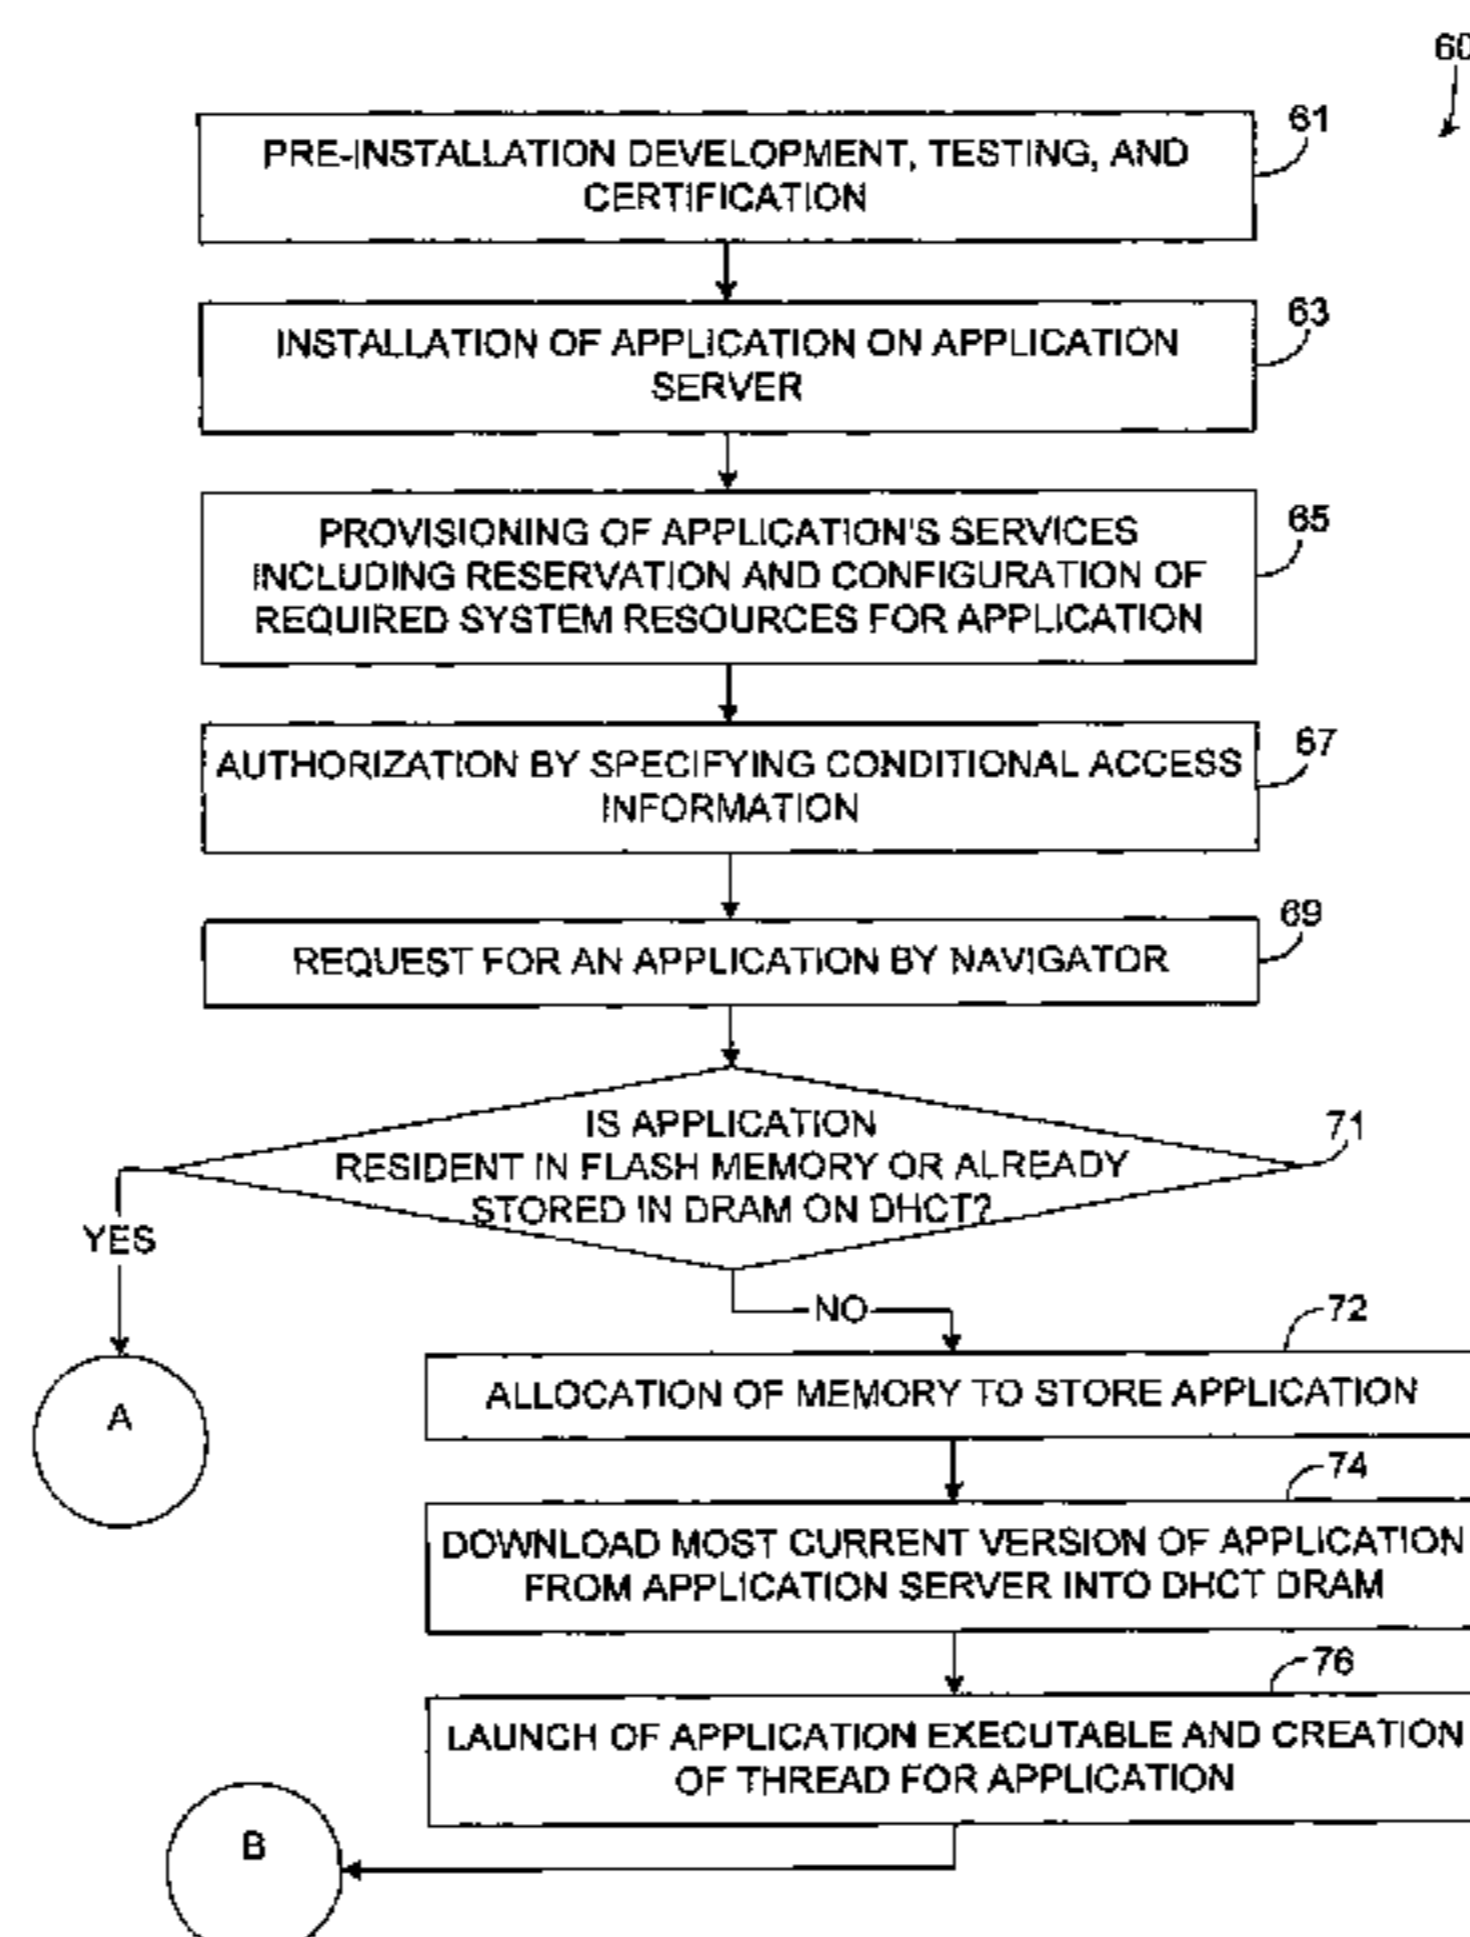 60
61
PRE-INSTALLATION DEVELOPMENT, TESTING, AND
CERTIFICATION
63
INSTALLATION OF APPLICATION ON APPLICATION
SERVER
65
PROVISIONING OF APPLICATION'S SERVICES
INCLUDING RESERVATION AND CONFIGURATION OF
REQUIRED SYSTEM RESOURCES FOR APPLICATION
67
AUTHORIZATION BY SPECIFYING CONDITIONAL ACCESS
INFORMATION
69
REQUEST FOR AN APPLICATION BY NAVIGATOR
71
IS APPLICATION
RESIDENT IN FLASH MEMORY OR ALREADY
STORED IN DRAM ON DHCT?
YES
NO
72
ALLOCATION OF MEMORY TO STORE APPLICATION
A
74
DOWNLOAD MOST CURRENT VERSION OF APPLICATION
FROM APPLICATION SERVER INTO DHCT DRAM
76
LAUNCH OF APPLICATION EXECUTABLE AND CREATION
OF THREAD FOR APPLICATION
B